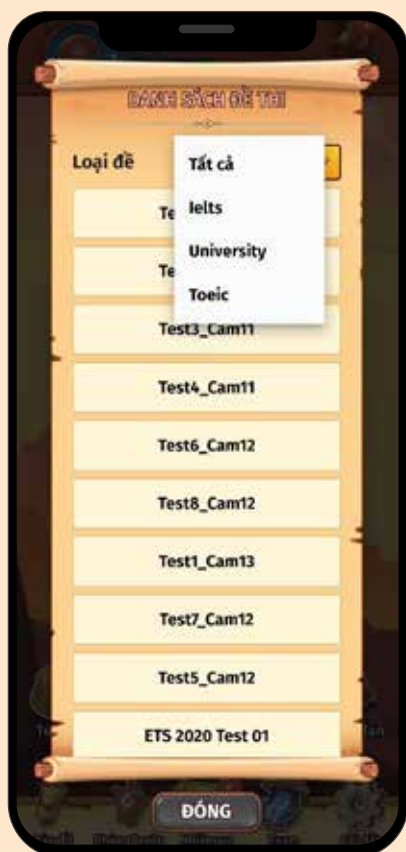 DANH SÁCH ĐỀ THI
Loại đề
Tất cả
Ielts
University
Toeic
Test3_Cam11
Test4_Cam11
Test6_Cam12
Test8_Cam12
Test1_Cam13
Test7_Cam12
Test5_Cam12
ETS 2020 Test 01
ĐÓNG